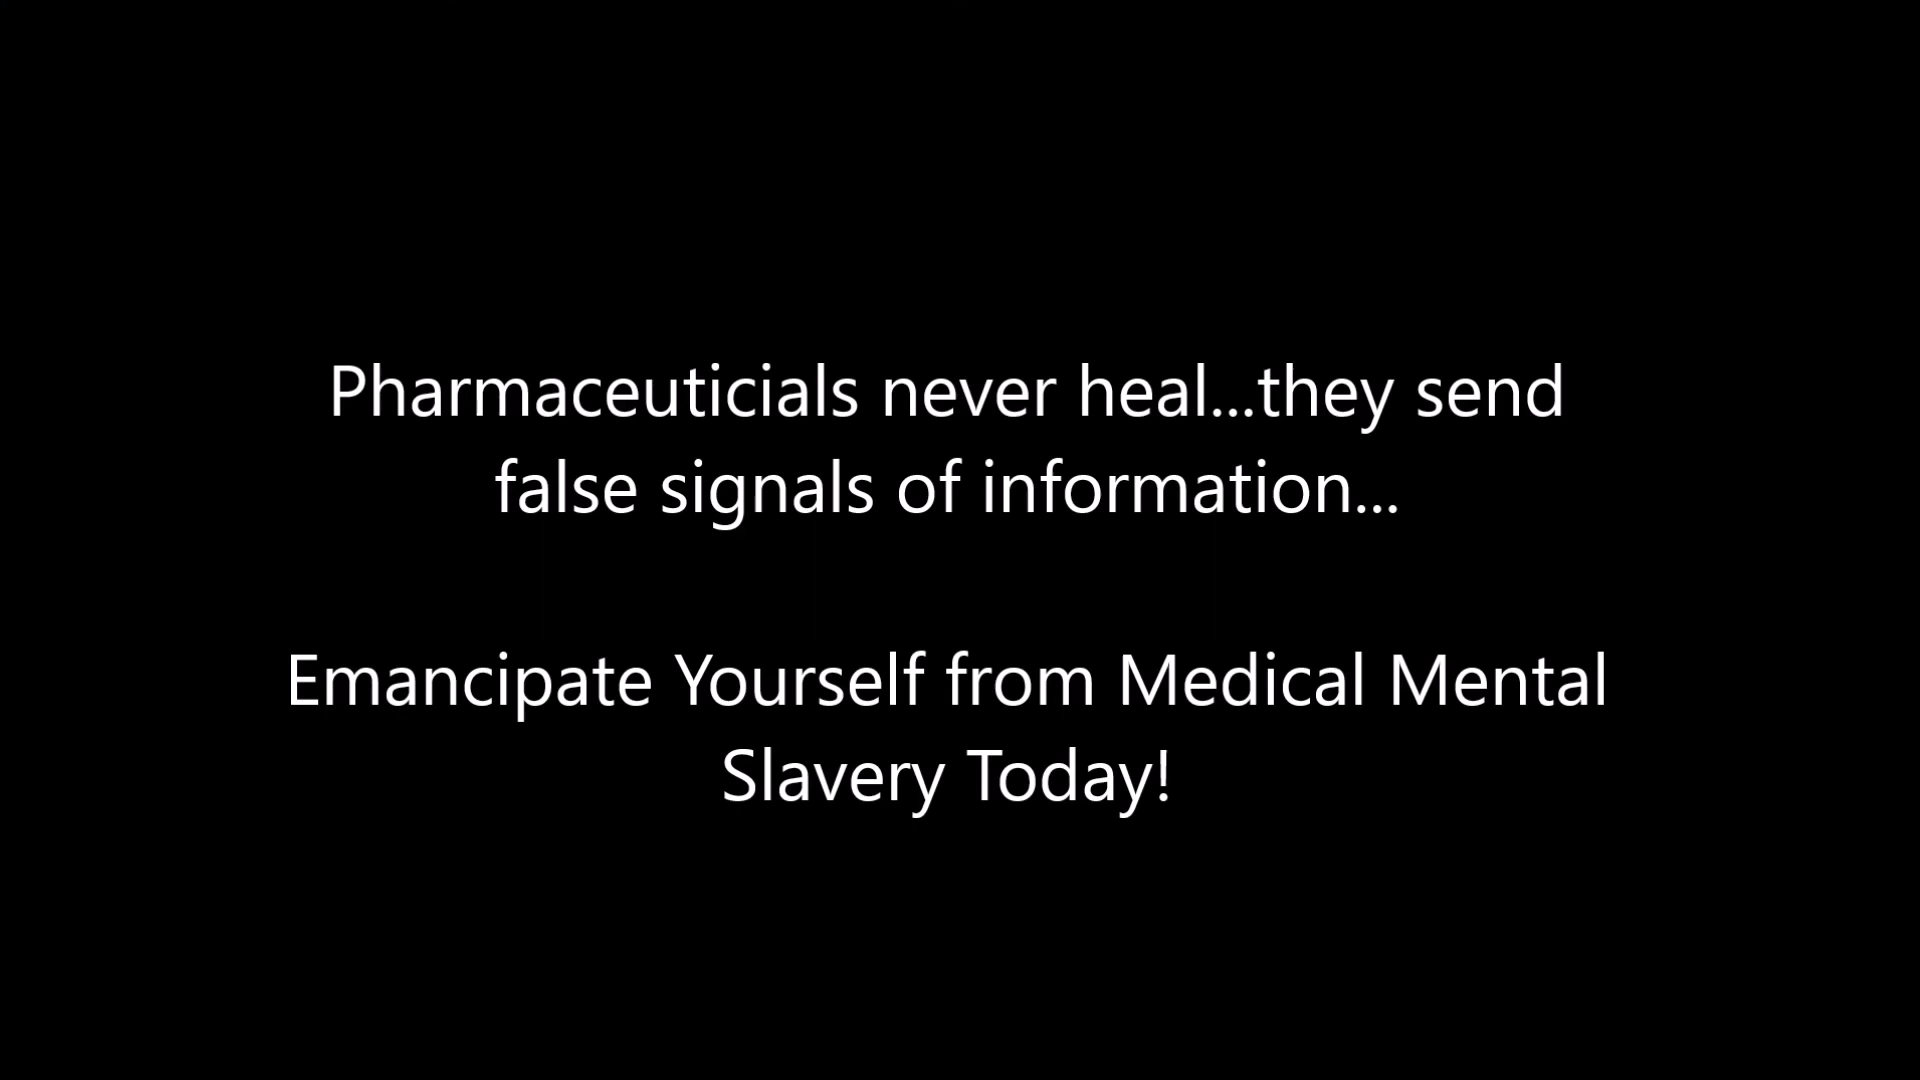 Pharmaceuticials never heal...they send
false signals of information...
Emancipate Yourself from Medical Mental
Slavery Today!